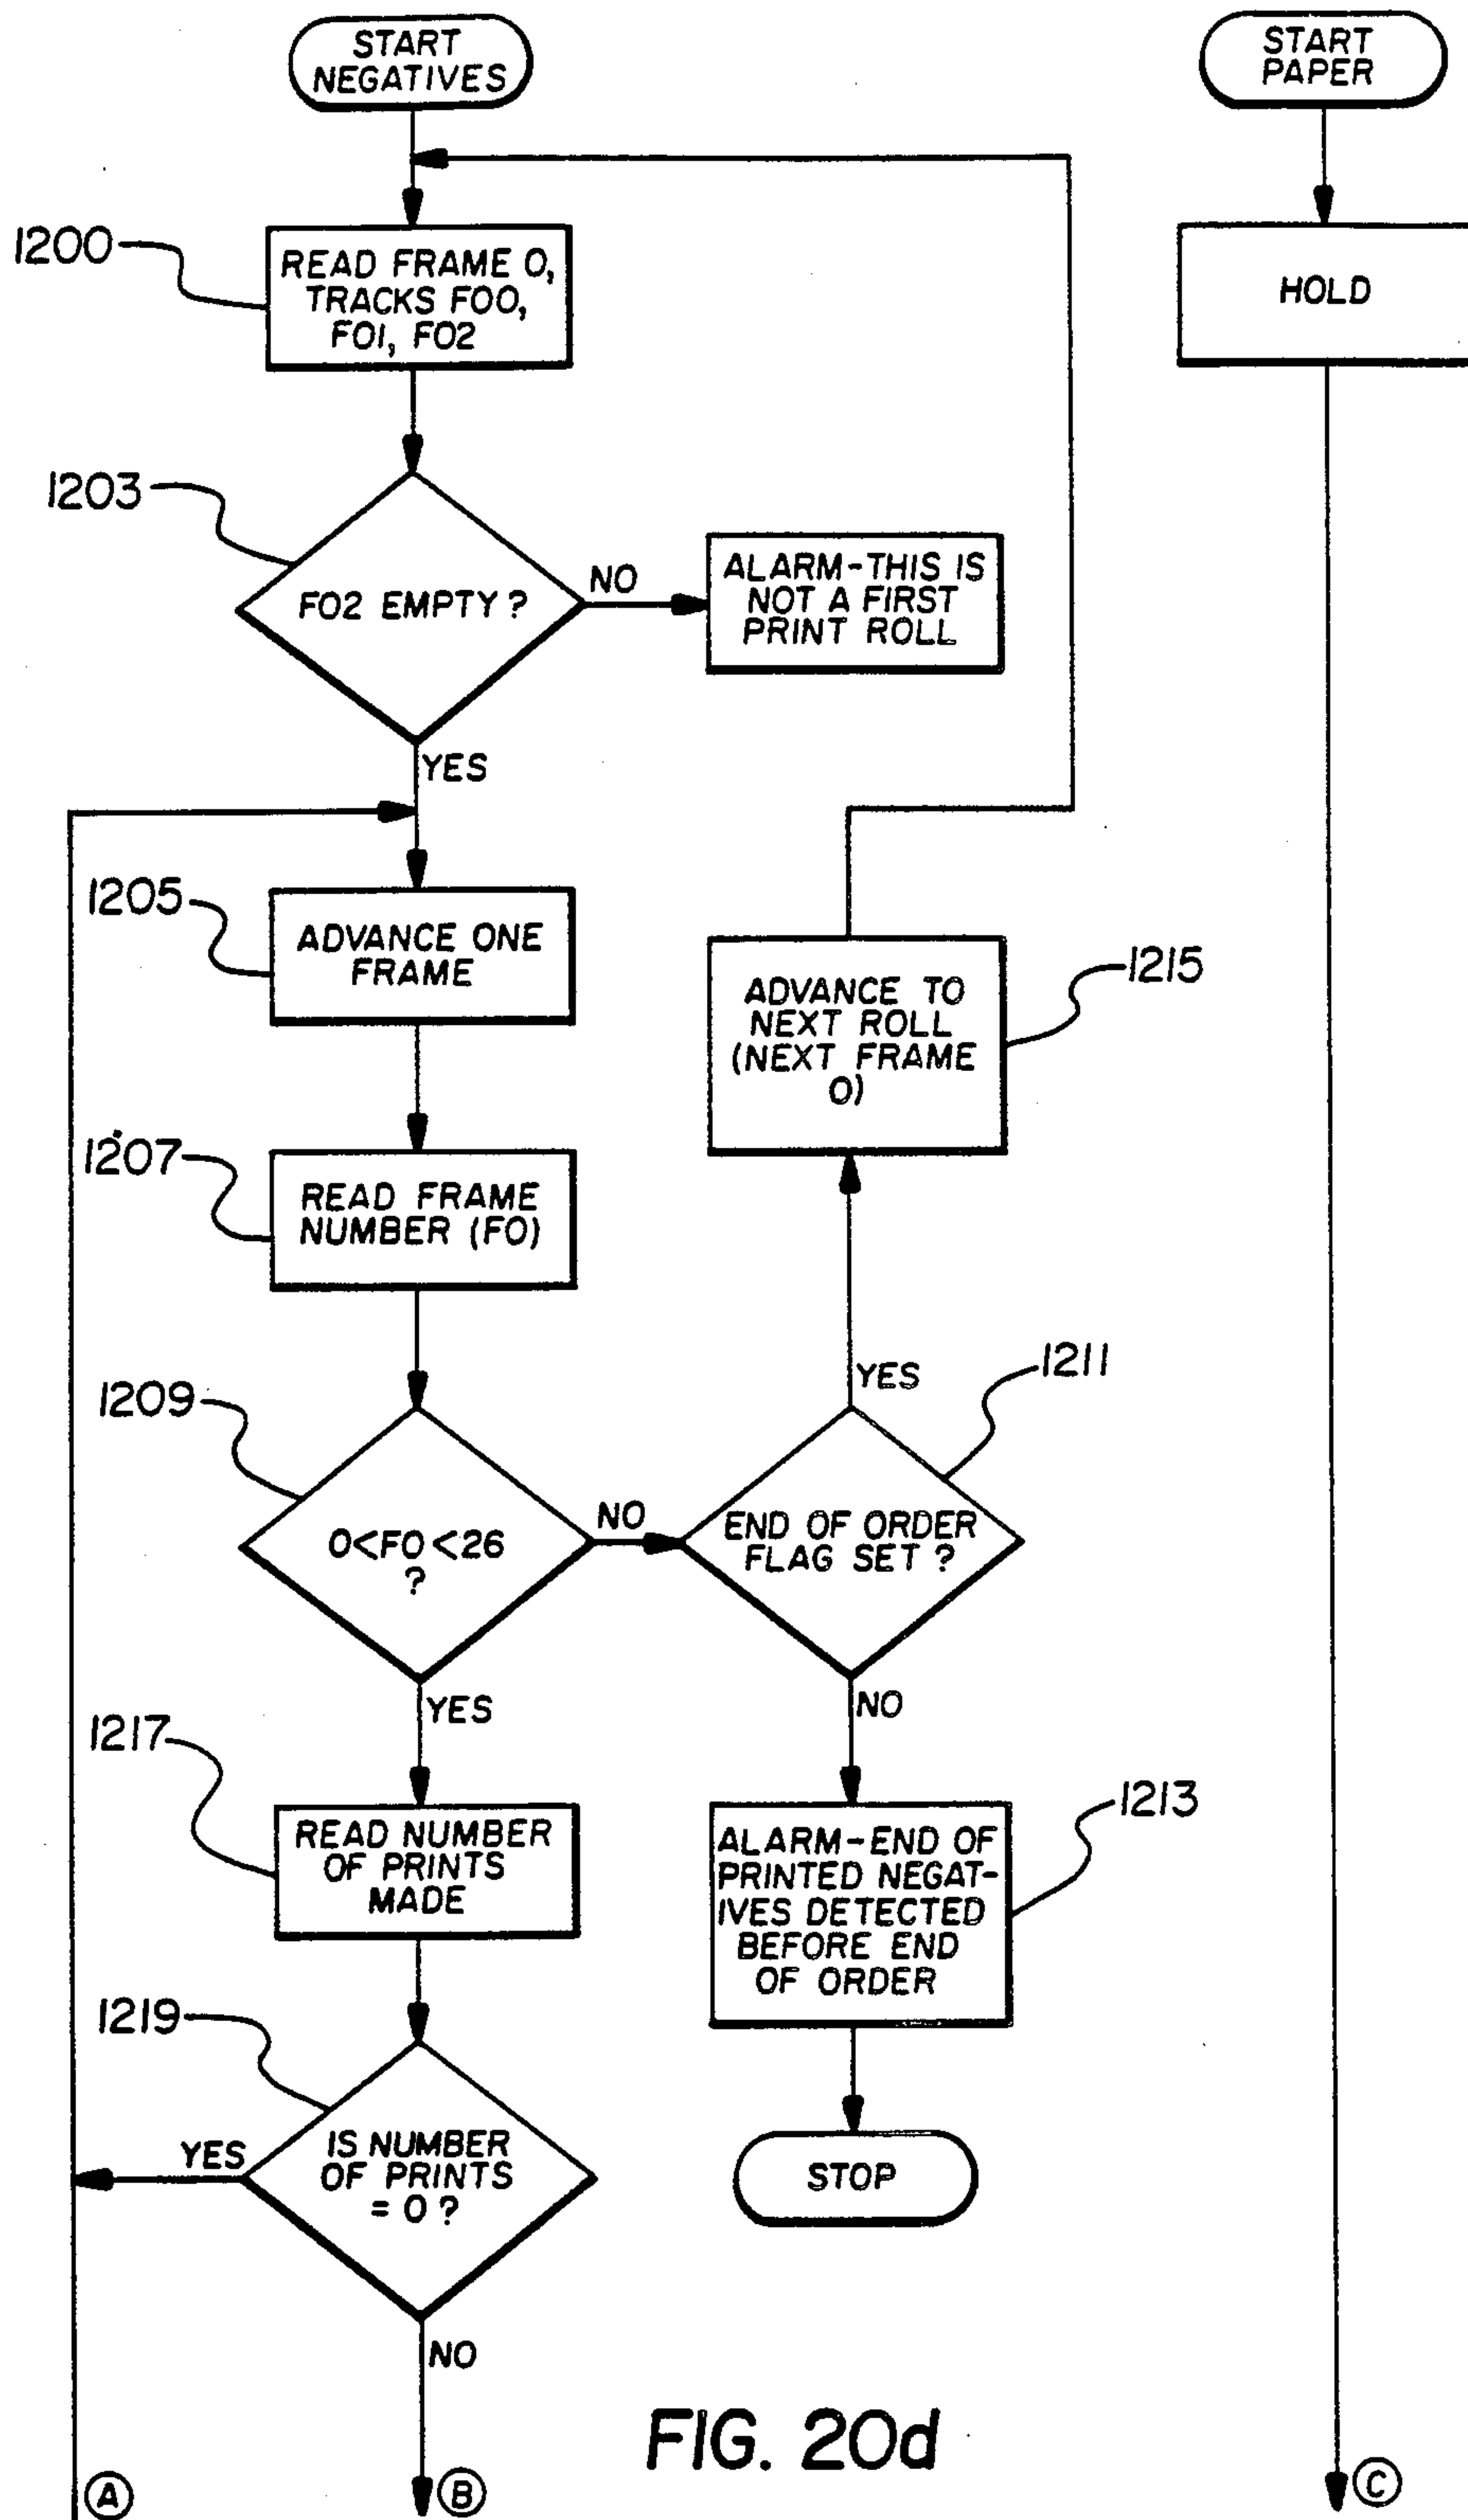 START
NEGATIVES
START
PAPER
1200
READ FRAME 0,
TRACKS F00,
F01, F02
HOLD
1203
F02 EMPTY?
NO
ALARM-THIS IS
NOT A FIRST
PRINT ROLL
YES
1205
ADVANCE ONE
FRAME
1215
ADVANCE TO
NEXT ROLL
(NEXT FRAME
0)
1207
READ FRAME
NUMBER (F0)
1209
0<F0<26
?
NO
YES
1211
END OF ORDER
FLAG SET ?
YES
NO
1217
READ NUMBER
OF PRINTS
MADE
1213
ALARM-END OF
PRINTED NEGAT-
IVES DETECTED
BEFORE END
OF ORDER
1219
YES
IS NUMBER
OF PRINTS
= 0 ?
STOP
NO
FIG. 20d
A
B
C